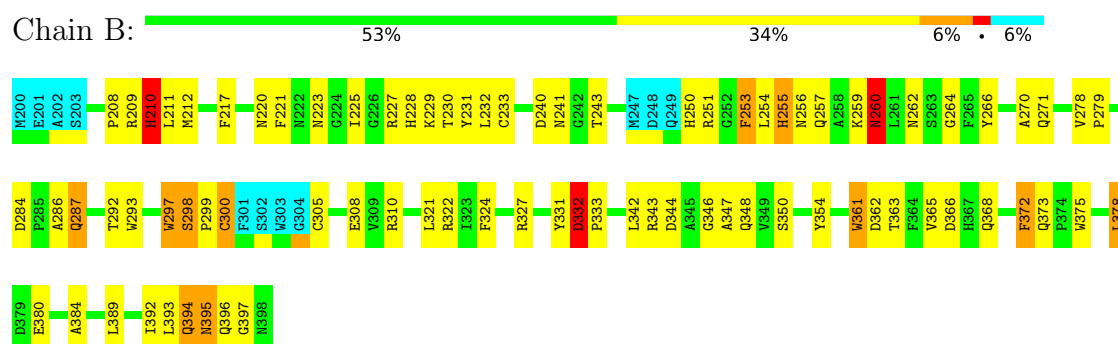 Chain B:
53% 34% 6% • 6%
M200 E201 A202 S203 P208 R209 H210 L211 M212 F217 N220 F221 N222 N223 G224 I225 G226 R227 H228 K229 T230 Y231 L232 C233 D240 N241 G242 T243 M247 D248 Q249 H250 R251 G252 F253 L254 H255 N256 Q257 A258 K259 N260 L261 N262 S263 G264 F265 Y266 A270 Q271 V278 P279
D284 P285 A286 Q287 T292 W293 W297 S298 P299 C300 F301 S302 W303 G304 C305 E308 V309 R310 L321 R322 I323 F324 R327 Y331 D332 P333 L342 R343 D344 A345 G346 A347 Q348 V349 S350 Y354 W361 D362 T363 F364 V365 D366 H367 Q368 F372 Q373 P374 W375 L378
D379 E380 A384 L389 I392 L393 Q394 N395 Q396 G397 N398